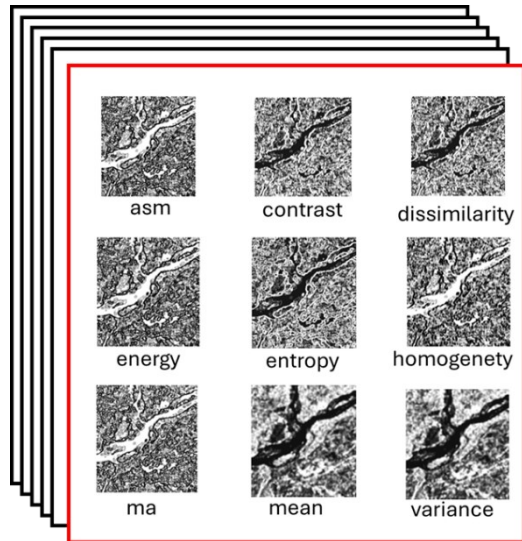 asm contrast dissimilarity
energy entropy homogenety
ma mean variance